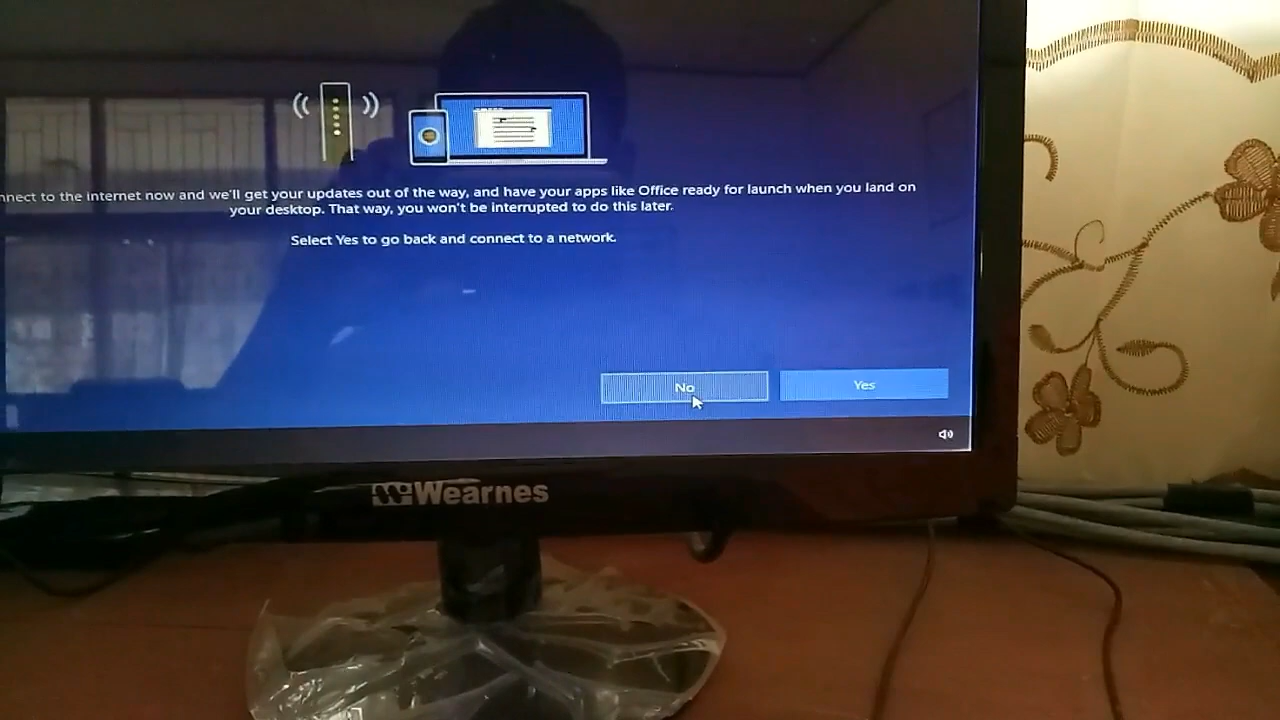 to the internet now and we'll get your updates out of the way, and have your apps like Office ready for launch when you land on
your desktop. That way, you won't be interrupted to do this later.
Select Yes to go back and connect to a network.
No
Yes
Wearnes